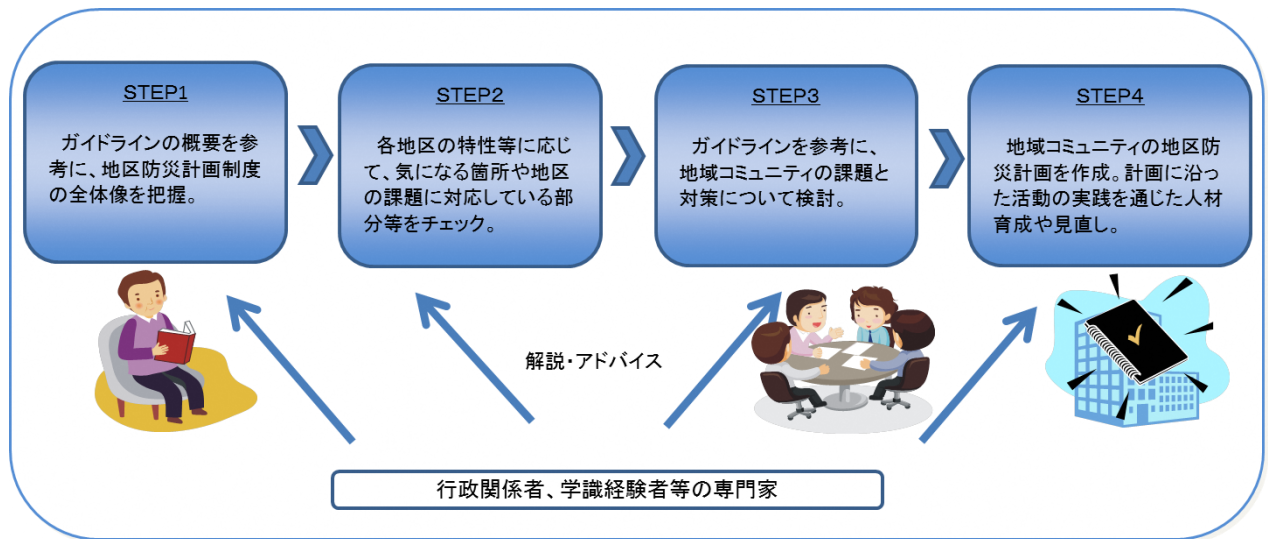 STEP1
ガイドラインの概要を参
考に、地区防災計画制度
の全体像を把握。
STEP2
各地区の特性等に応じ
て、気になる箇所や地区
の課題に対応している部
分等をチェック。
STEP3
ガイドラインを参考に、
地域コミュニティの課題と
対策について検討。
STEP4
地域コミュニティの地区防
災計画を作成。計画に沿っ
た活動の実践を通じた人材
育成や見直し。
解説・アドバイス
行政関係者、学識経験者等の専門家